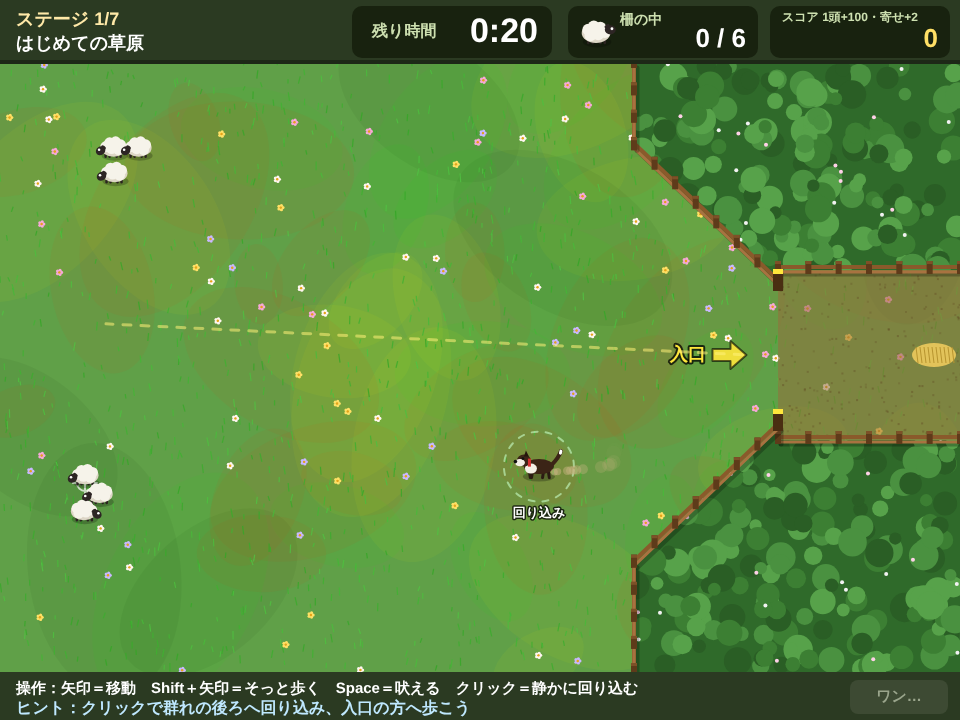 ステージ 1/7
はじめての草原
残り時間 0:20
柵の中
0 / 6
スコア 1頭+100・寄せ+2
0
入口
回り込み
操作：矢印＝移動　Shift＋矢印＝そっと歩く　Space＝吠える　クリック＝静かに回り込む
ヒント：クリックで群れの後ろへ回り込み、入口の方へ歩こう
ワン…